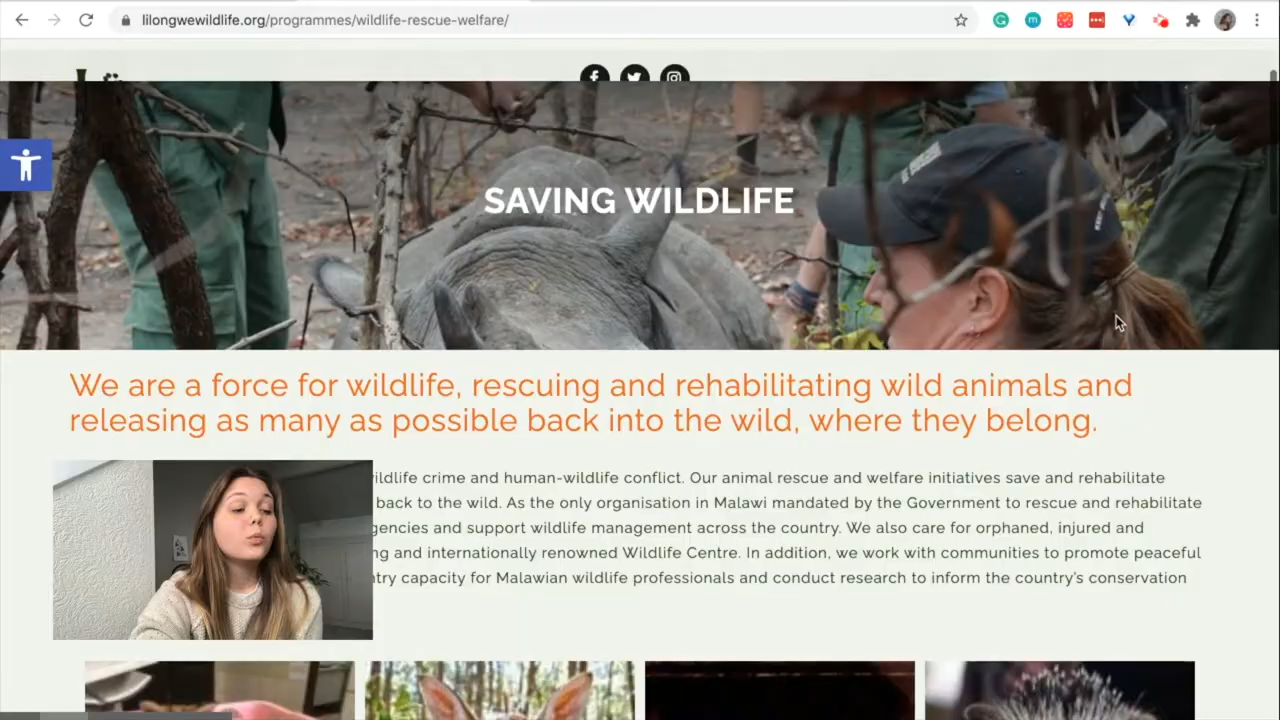 lilongwewildlife.org/programmes/wildlife-rescue-welfare/
SAVING WILDLIFE
We are a force for wildlife, rescuing and rehabilitating wild animals and
releasing as many as possible back into the wild, where they belong.
wildlife crime and human-wildlife conflict. Our animal rescue and welfare initiatives save and rehabilitate
back to the wild. As the only organisation in Malawi mandated by the Government to rescue and rehabilitate
gencies and support wildlife management across the country. We also care for orphaned, injured and
ng and internationally renowned Wildlife Centre. In addition, we work with communities to promote peaceful
ntry capacity for Malawian wildlife professionals and conduct research to inform the country's conservation